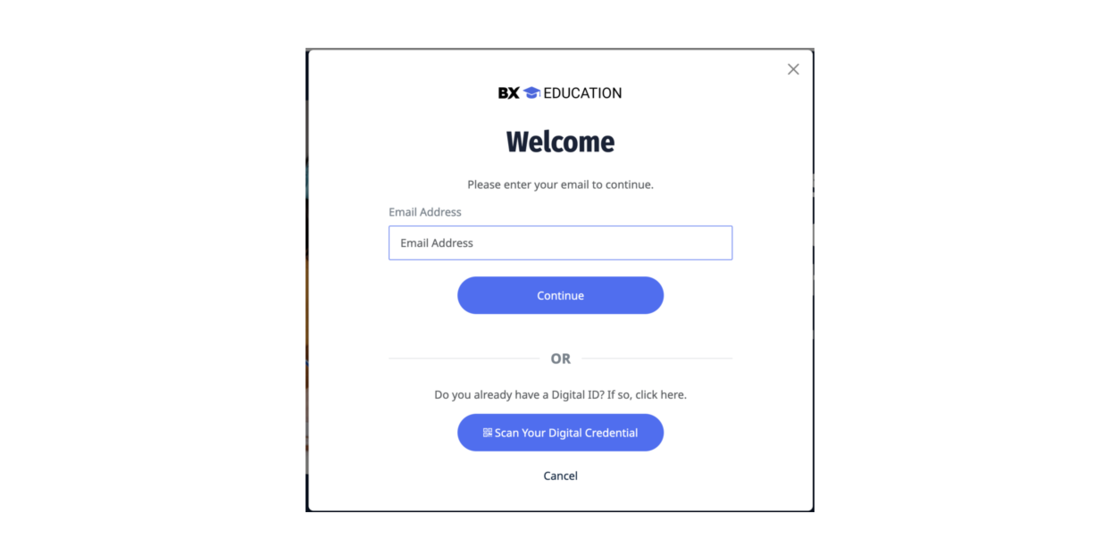 BX EDUCATION
Welcome
Please enter your email to continue.
Email Address
Email Address
Continue
OR
Do you already have a Digital ID? If so, click here.
Scan Your Digital Credential
Cancel